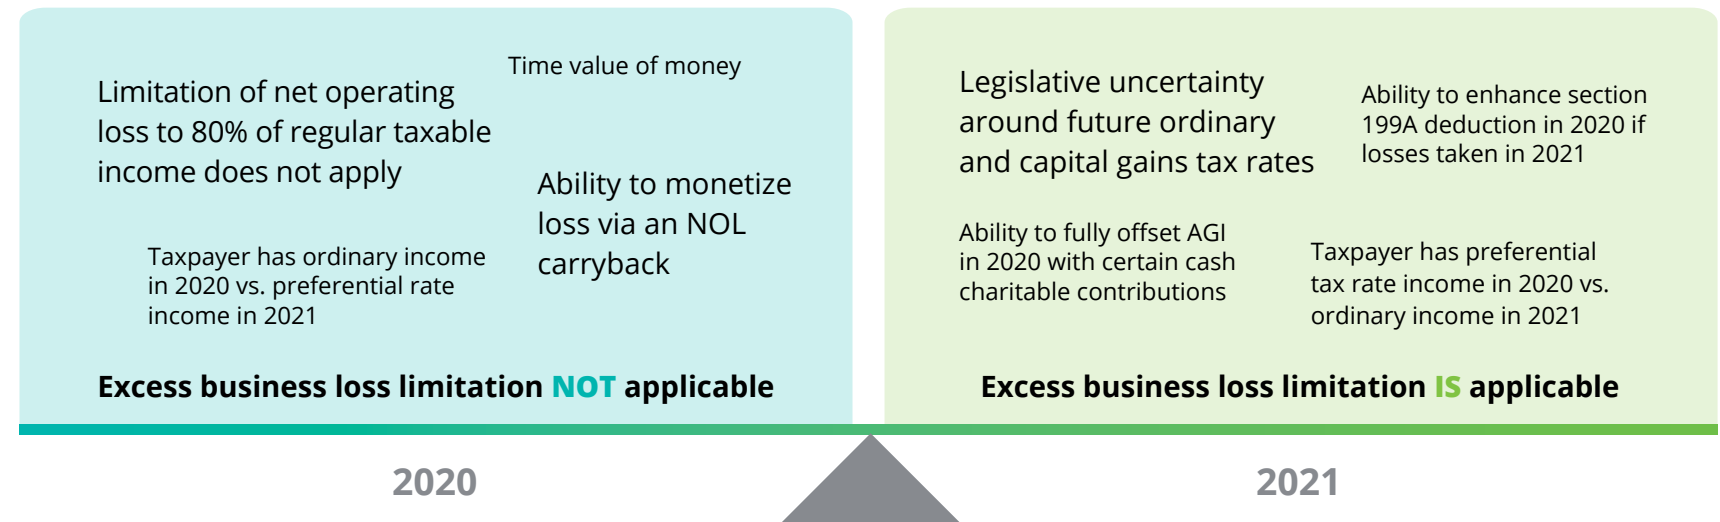 Time value of money
Limitation of net operating
loss to 80% of regular taxable
income does not apply
Ability to monetize
loss via an NOL
carryback
Taxpayer has ordinary income
in 2020 vs. preferential rate
income in 2021
Excess business loss limitation NOT applicable
2020
Legislative uncertainty
around future ordinary
and capital gains tax rates
Ability to enhance section
199A deduction in 2020 if
losses taken in 2021
Ability to fully offset AGI
in 2020 with certain cash
charitable contributions
Taxpayer has preferential
tax rate income in 2020 vs.
ordinary income in 2021
Excess business loss limitation IS applicable
2021